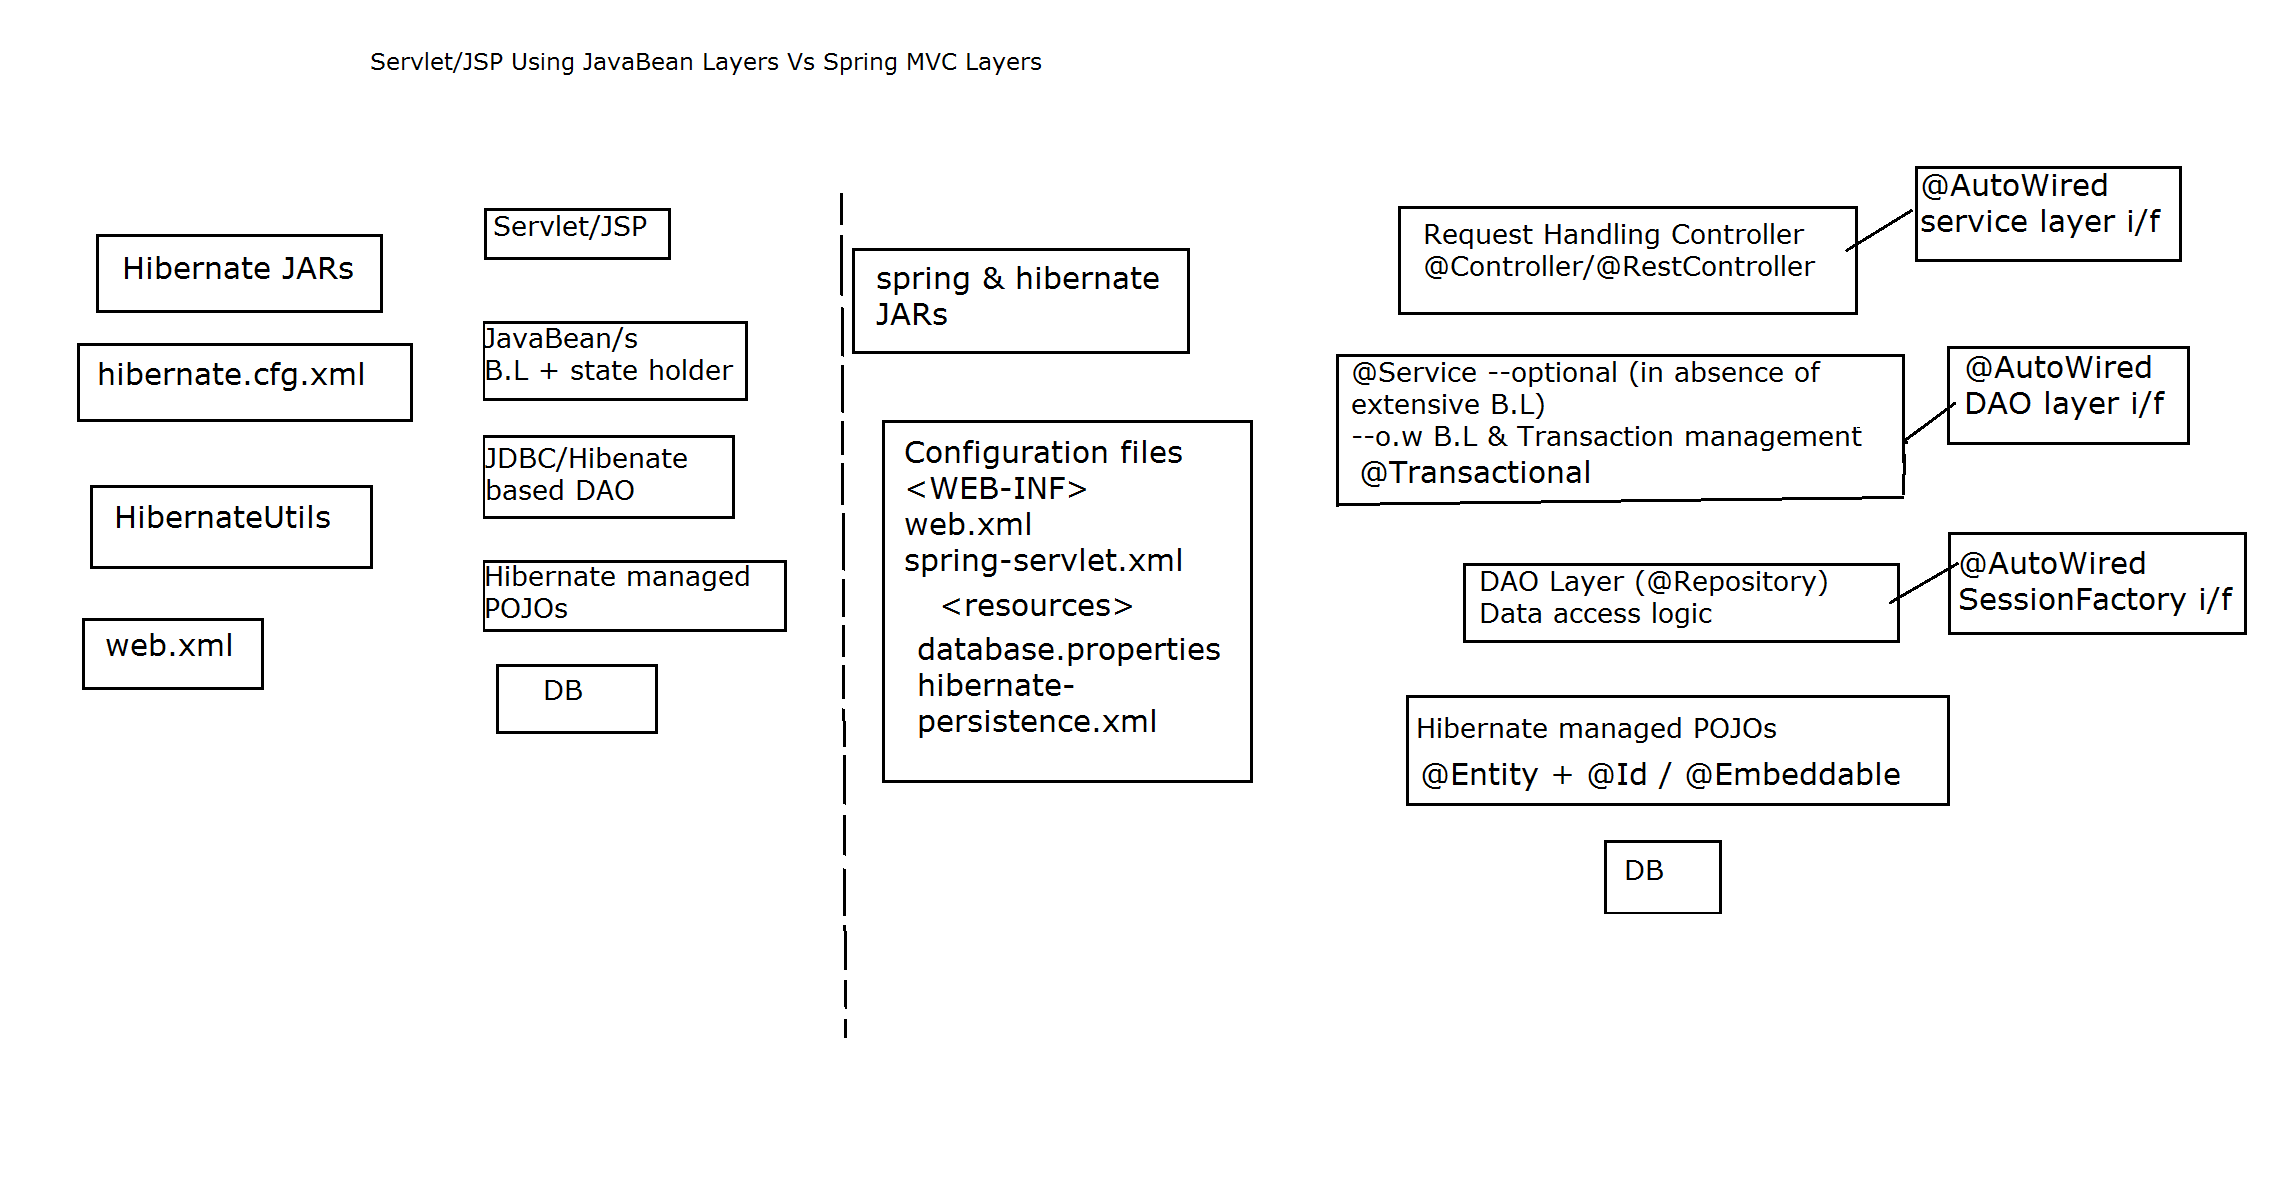 Servlet/JSP Using JavaBean Layers Vs Spring MVC Layers
Hibernate JARs
hibernate.cfg.xml
HibernateUtils
web.xml
Servlet/JSP
JavaBean/s
B.L + state holder
JDBC/Hibenate
based DAO
Hibernate managed
POJOs
DB
spring & hibernate
JARs
Configuration files
<WEB-INF>
web.xml
spring-servlet.xml
<resources>
database.properties
hibernate-
persistence.xml
Request Handling Controller
@Controller/@RestController
@AutoWired
service layer i/f
@Service --optional (in absence of
extensive B.L)
--o.w B.L & Transaction management
@Transactional
@AutoWired
DAO layer i/f
DAO Layer (@Repository)
Data access logic
@AutoWired
SessionFactory i/f
Hibernate managed POJOs
@Entity + @Id / @Embeddable
DB